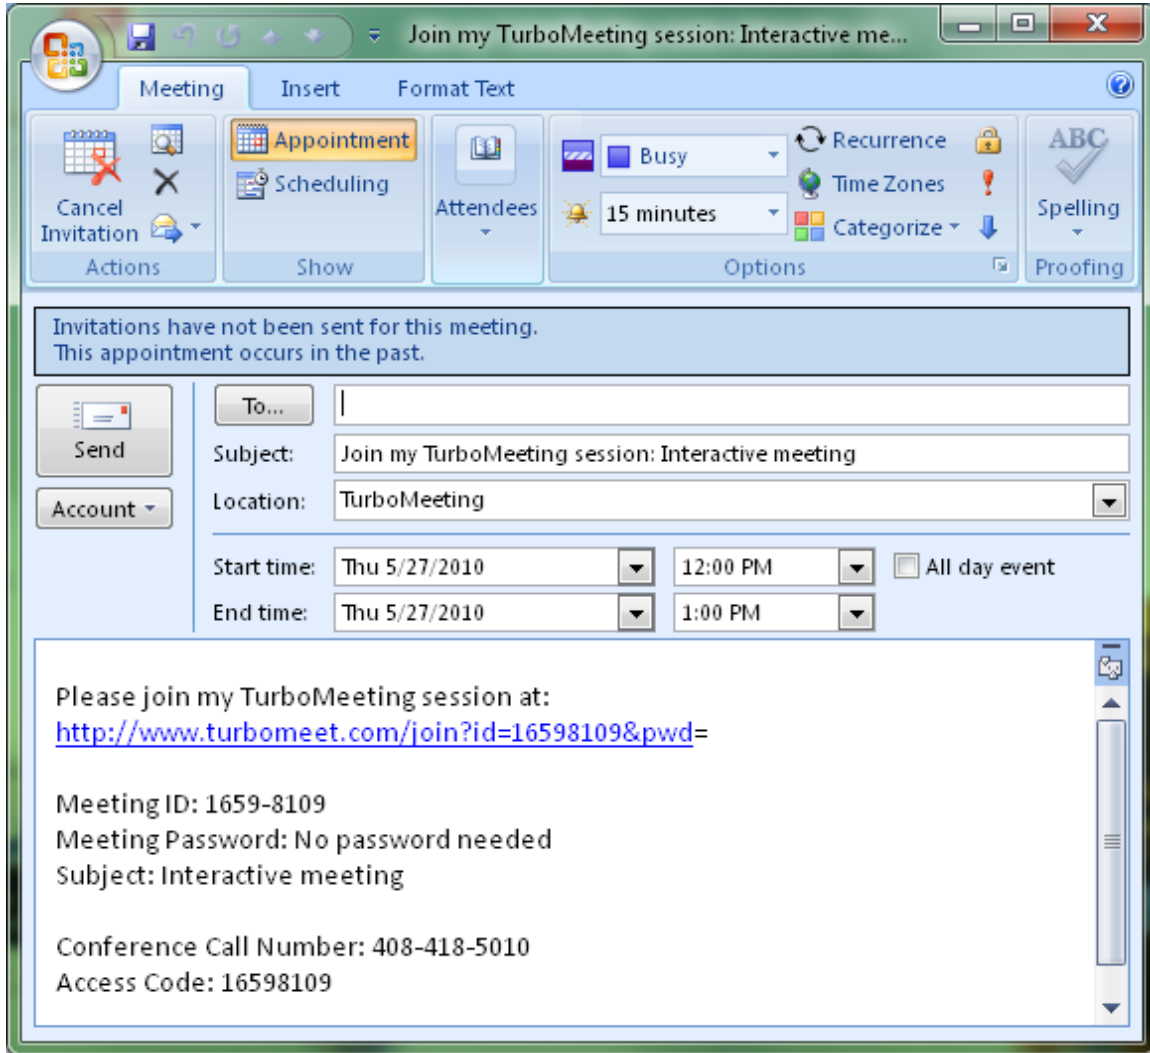 Join my TurboMeeting session: Interactive me...
Meeting Insert Format Text
Cancel Invitation
Actions
Appointment
Scheduling
Show
Attendees
Busy
15 minutes
Recurrence
Time Zones
Categorize
Options
ABC
Spelling
Proofing
Invitations have not been sent for this meeting.
This appointment occurs in the past.
Send
Account
To...
Subject: Join my TurboMeeting session: Interactive meeting
Location: TurboMeeting
Start time: Thu 5/27/2010 12:00 PM All day event
End time: Thu 5/27/2010 1:00 PM
Please join my TurboMeeting session at:
http://www.turbomeet.com/join?id=16598109&pwd=
Meeting ID: 1659-8109
Meeting Password: No password needed
Subject: Interactive meeting
Conference Call Number: 408-418-5010
Access Code: 16598109